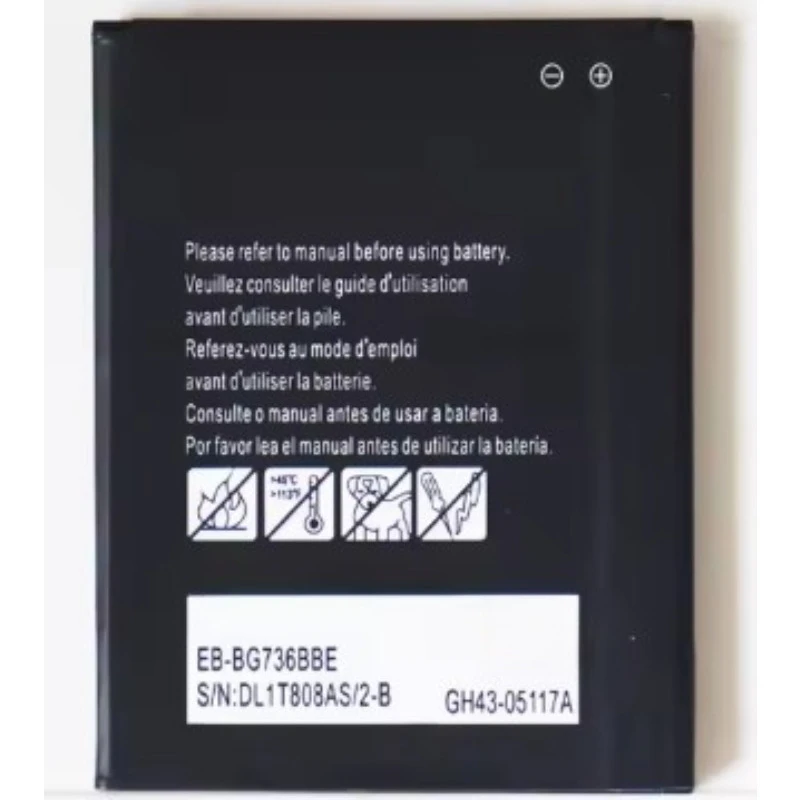 Please refer to manual before using battery.
Veuillez consulter le guide d'utilisation
avant d'utiliser la pile.
Referez-vous au mode d'emploi
avant d'utiliser la batterie.
Consulte o manual antes de usar a bateria.
Por favor lea el manual antes de utilizar la bateria.
>45°C
>113°F
EB-BG736BBE
S/N:DL1T808AS/2-B
GH43-05117A